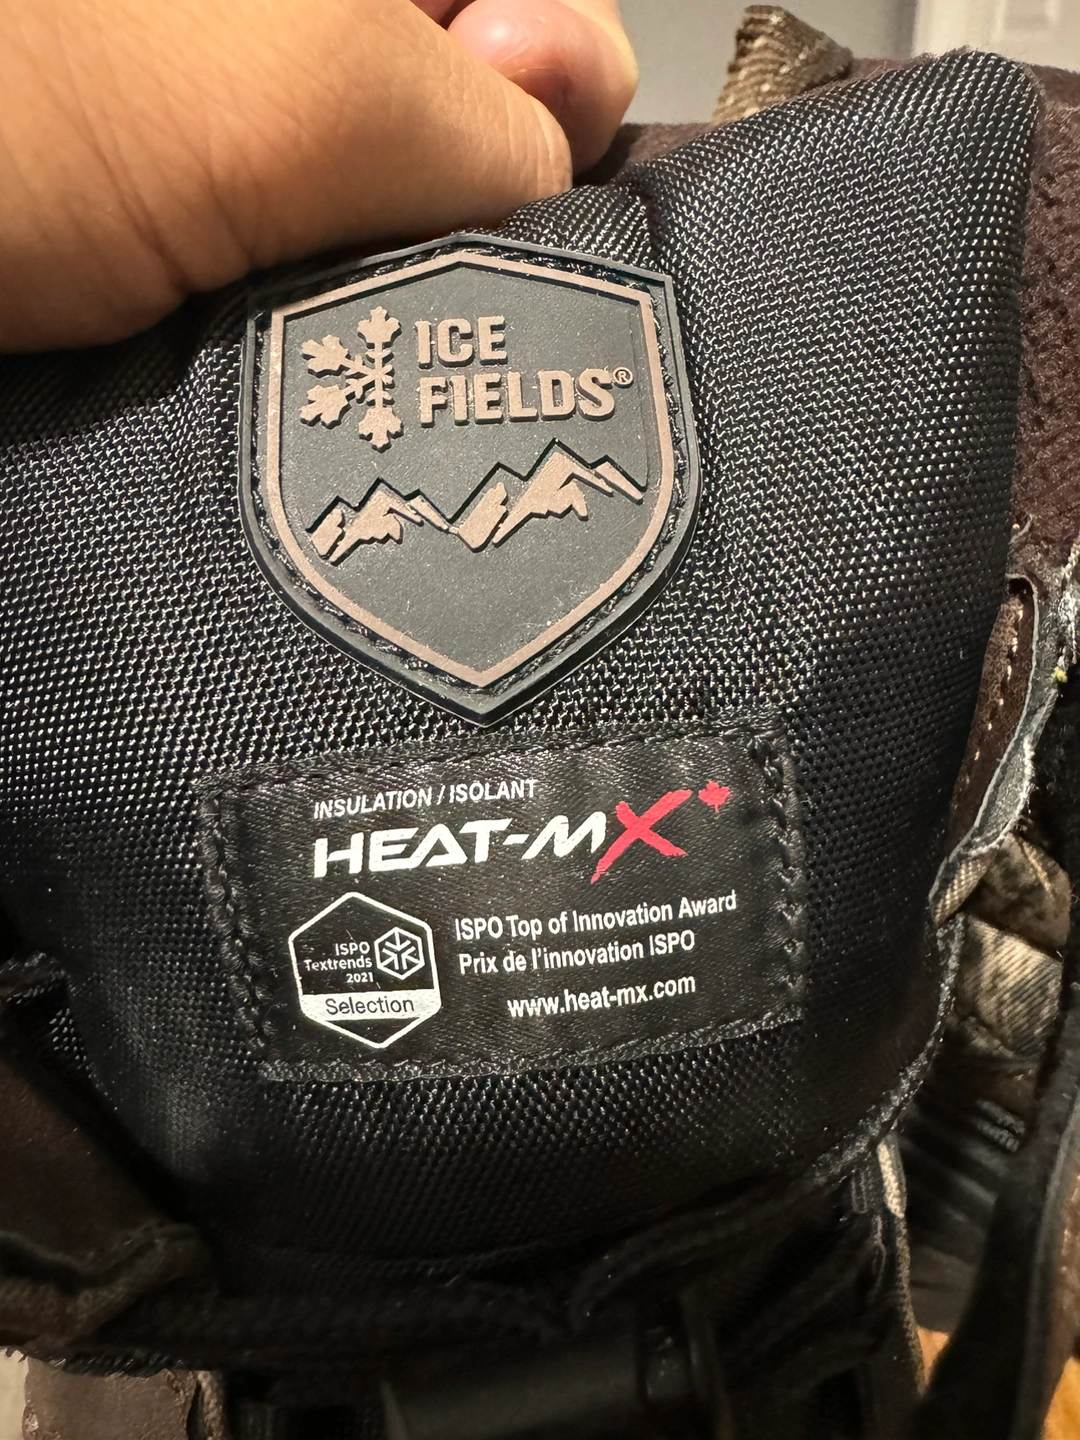 ICE
FIELDS®
INSULATION / ISOLANT
HEAT-MX
ISPO
Textrends
2021
Selection
ISPO Top of Innovation Award
Prix de l'innovation ISPO
www.heat-mx.com